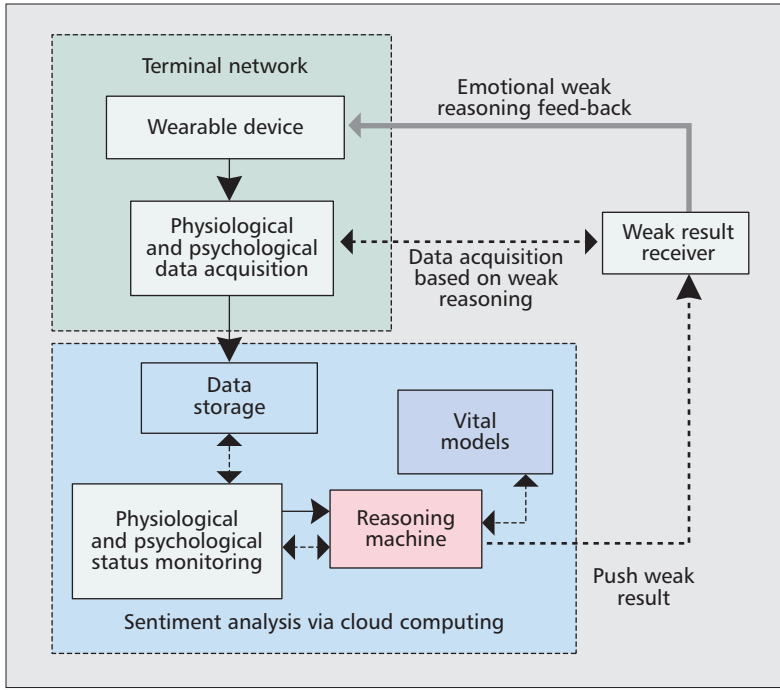 Terminal network
Wearable device
Emotional weak
reasoning feed-back
Physiological
and psychological
data acquisition
Data acquisition
based on weak
reasoning
Weak result
receiver
Data
storage
Vital
models
Physiological
and psychological
status monitoring
Reasoning
machine
Push weak
result
Sentiment analysis via cloud computing